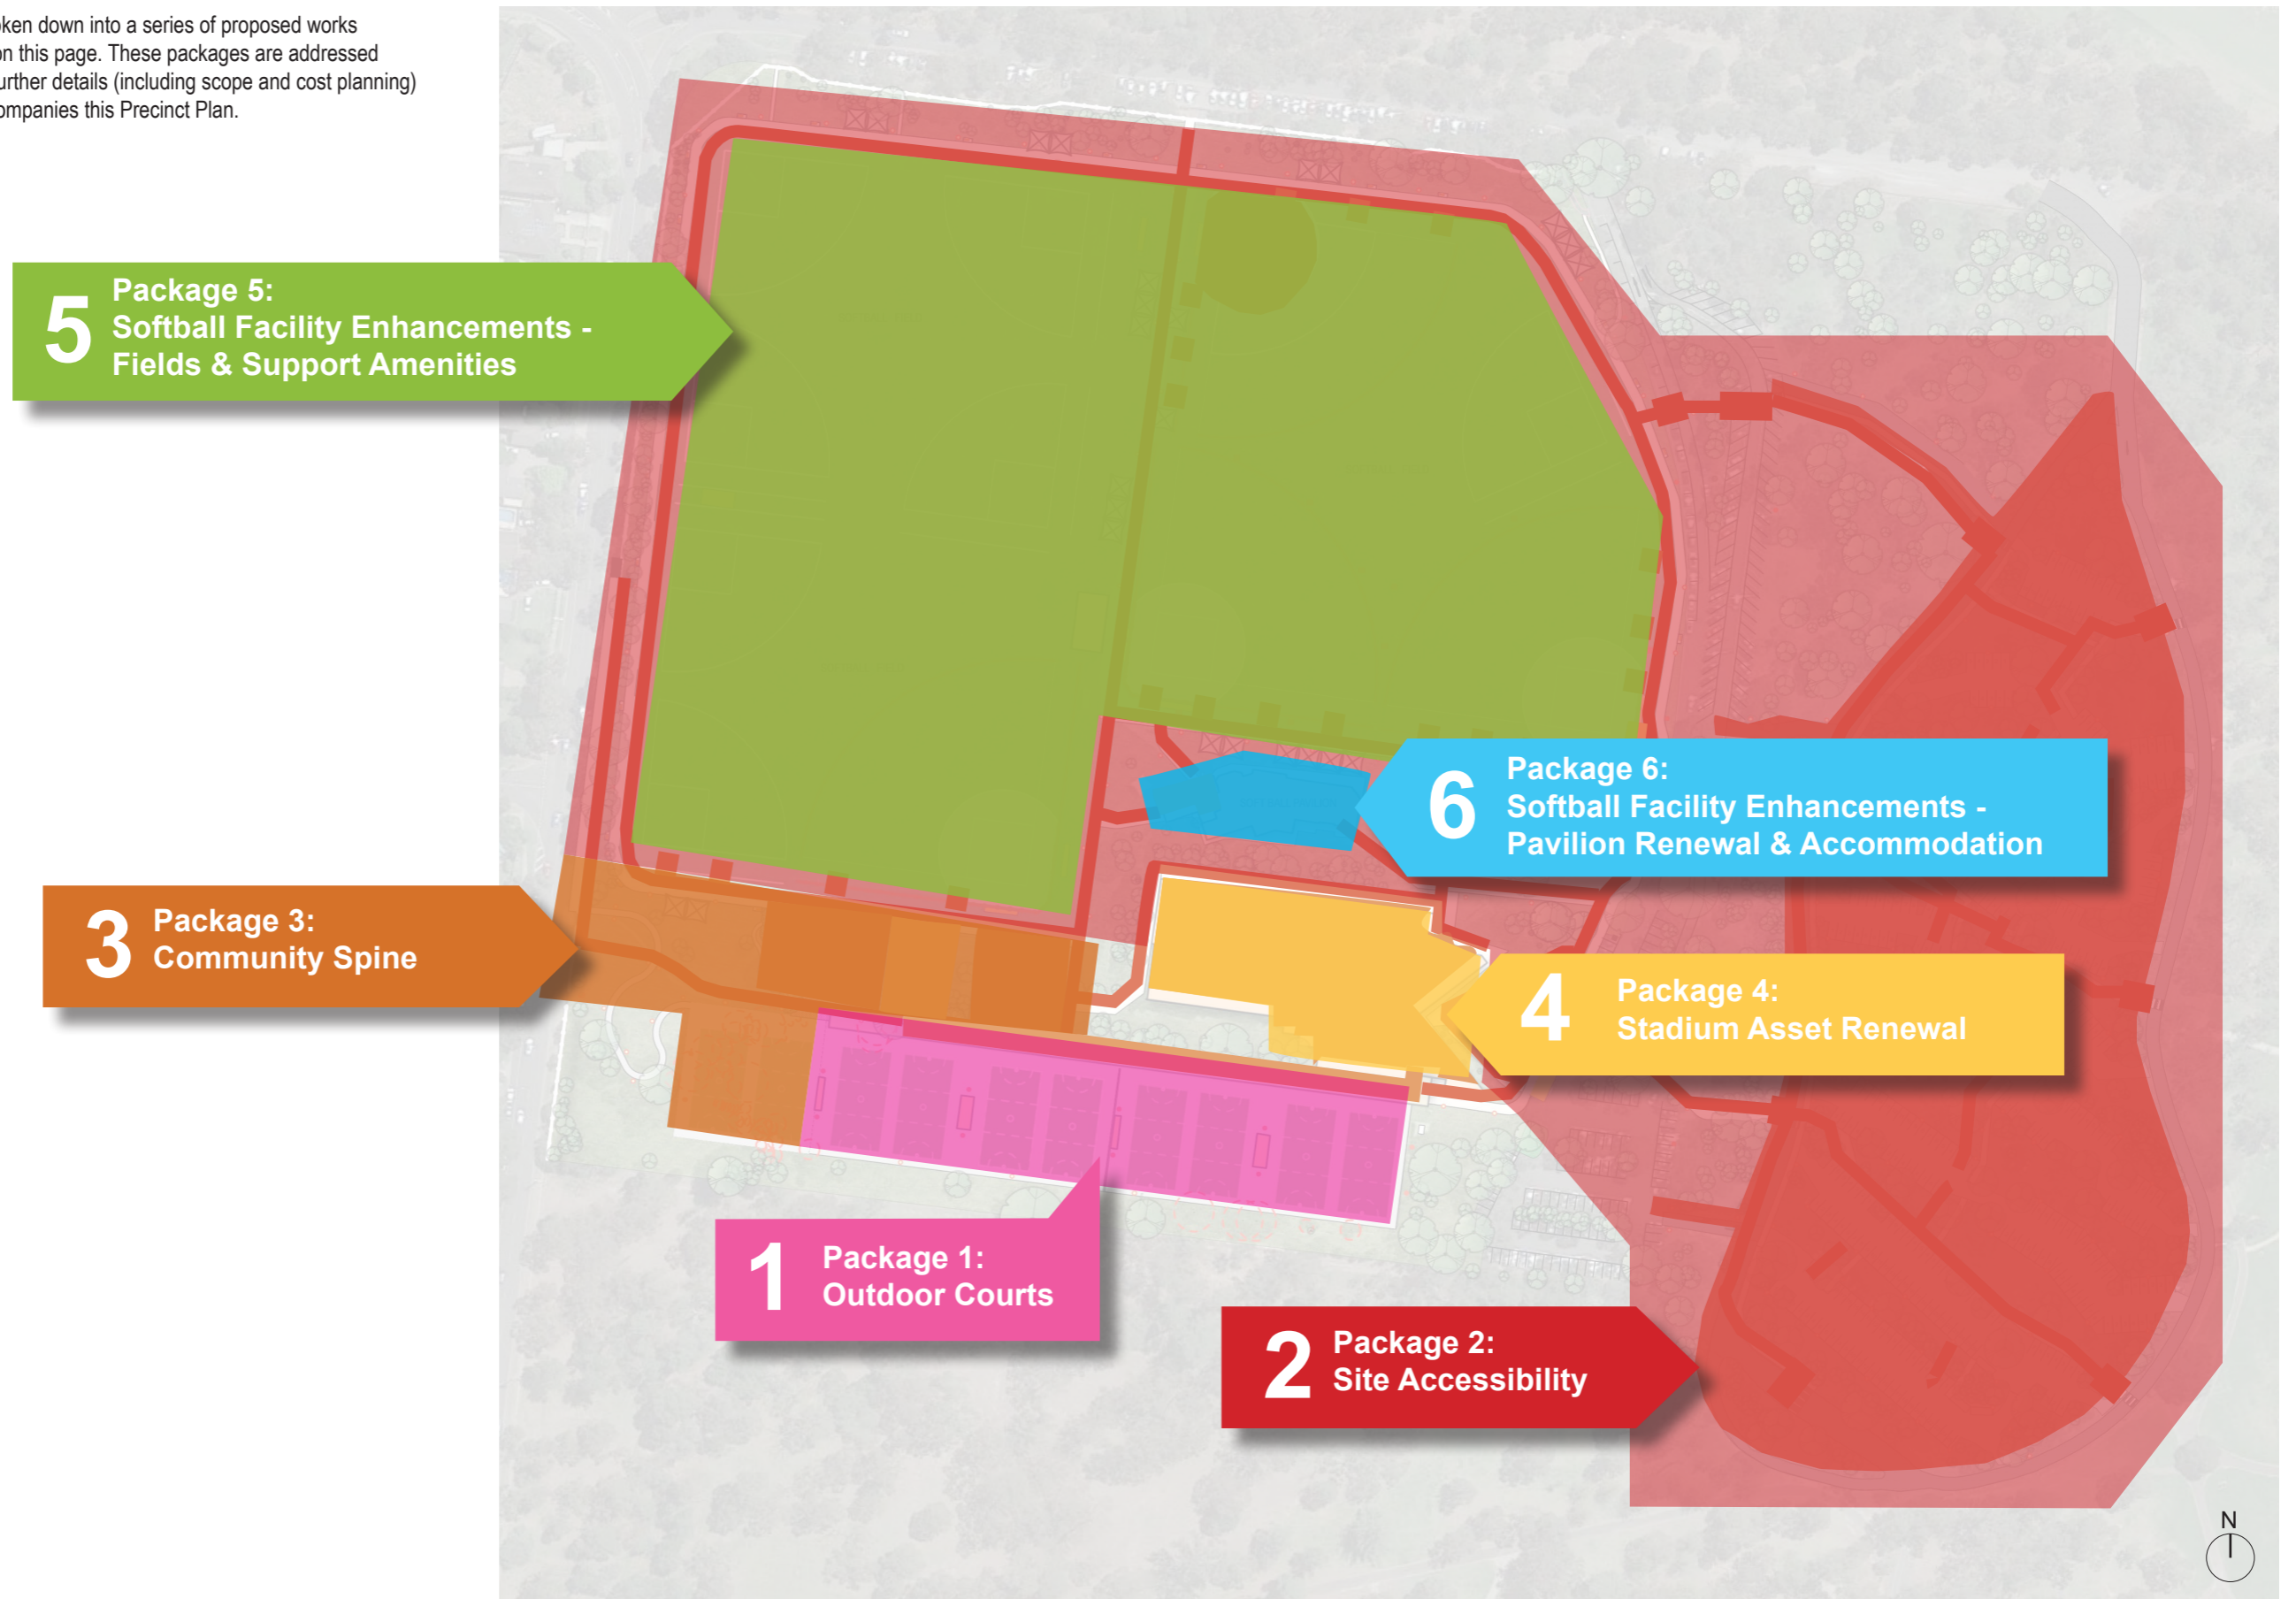 ken down into a series of proposed works
on this page. These packages are addressed
urther details (including scope and cost planning)
ompanies this Precinct Plan.
5
Package 5:
Softball Facility Enhancements -
Fields & Support Amenities
6
Package 6:
Softball Facility Enhancements -
Pavilion Renewal & Accommodation
3
Package 3:
Community Spine
4
Package 4:
Stadium Asset Renewal
1
Package 1:
Outdoor Courts
2
Package 2:
Site Accessibility
N